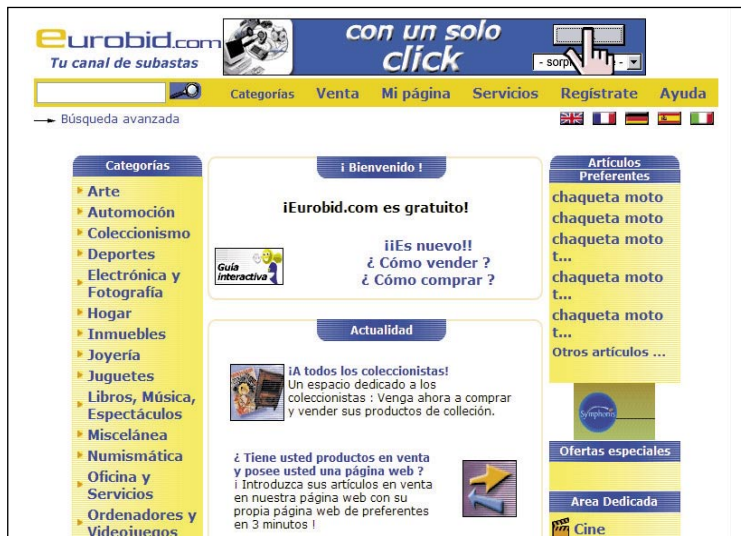 eurobid.com
Tu canal de subastas
con un solo
click
Categorías Venta Mi página Servicios Regístrate Ayuda
Búsqueda avanzada
Categorías
Arte
Automoción
Coleccionismo
Deportes
Electrónica y
Fotografía
Hogar
Inmuebles
Joyería
Juguetes
Libros, Música,
Espectáculos
Miscelánea
Numismática
Oficina y
Servicios
Ordenadores y
Videojuegos
¡ Bienvenido !
¡Eurobid.com es gratuito!
Guía
interactiva
¡¡Es nuevo!!
¿ Cómo vender ?
¿ Cómo comprar ?
Actualidad
¡A todos los coleccionistas!
Un espacio dedicado a los
coleccionistas : Venga ahora a comprar
y vender sus productos de colleción.
¿ Tiene usted productos en venta
y posee usted una página web ?
¡ Introduzca sus artículos en venta
en nuestra página web con su
propia página web de preferentes
en 3 minutos !
Artículos
Preferentes
chaqueta moto
chaqueta moto
chaqueta moto
t...
chaqueta moto
t...
chaqueta moto
t...
Otros artículos ...
Symphoris
Ofertas especiales
Area Dedicada
Cine